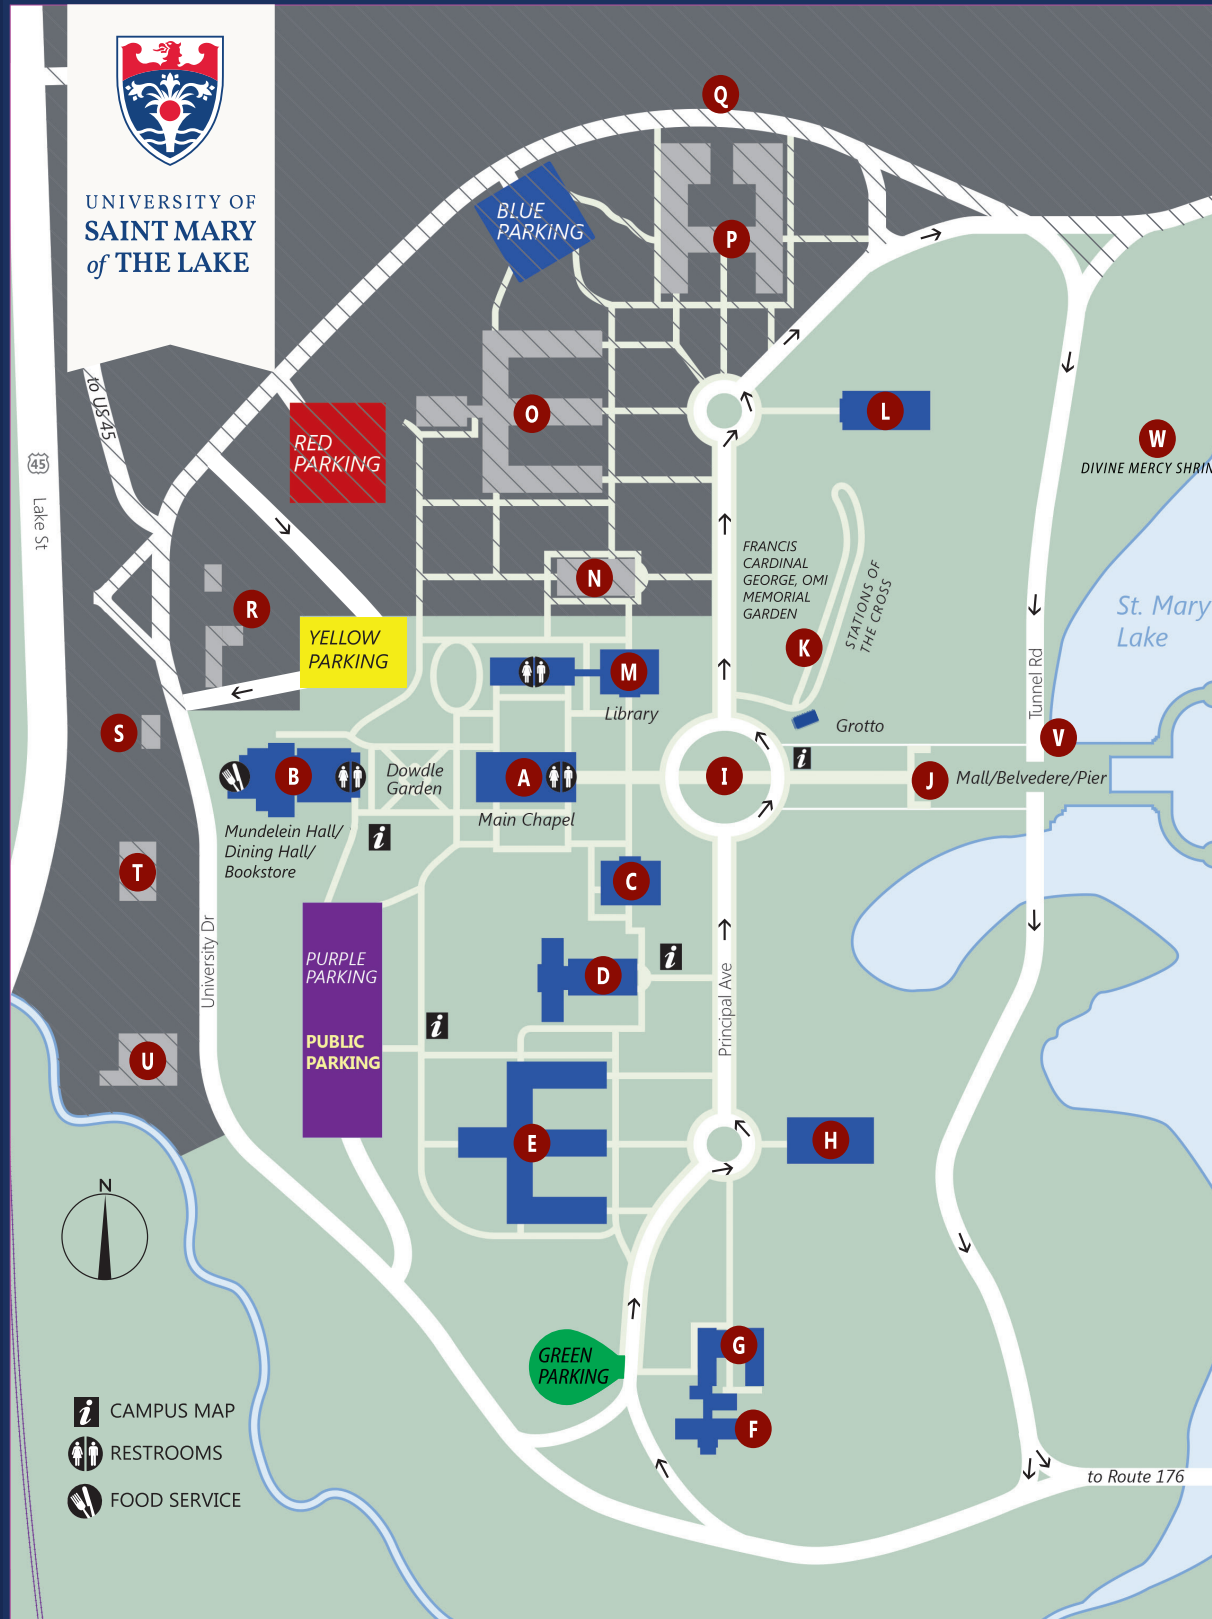 UNIVERSITY OF
SAINT MARY
of THE LAKE
Q
BLUE
PARKING
P
to US 45
O
L
RED
PARKING
W
DIVINE MERCY SHRIN
45
Lake St
FRANCIS
CARDINAL
GEORGE, OMI
MEMORIAL
GARDEN
STATIONS OF
THE CROSS
N
R
YELLOW
PARKING
K
St. Mary
Lake
M
Library
Tunnel Rd
S
Grotto
V
i
B
Dowdle
Garden
A
I
J
Mall/Belvedere/Pier
Main Chapel
Mundelein Hall/
Dining Hall/
Bookstore
i
T
C
University Dr
PURPLE
PARKING
D
i
Principal Ave
PUBLIC
PARKING
i
U
E
H
N
GREEN
PARKING
G
F
i CAMPUS MAP
RESTROOMS
FOOD SERVICE
to Route 176